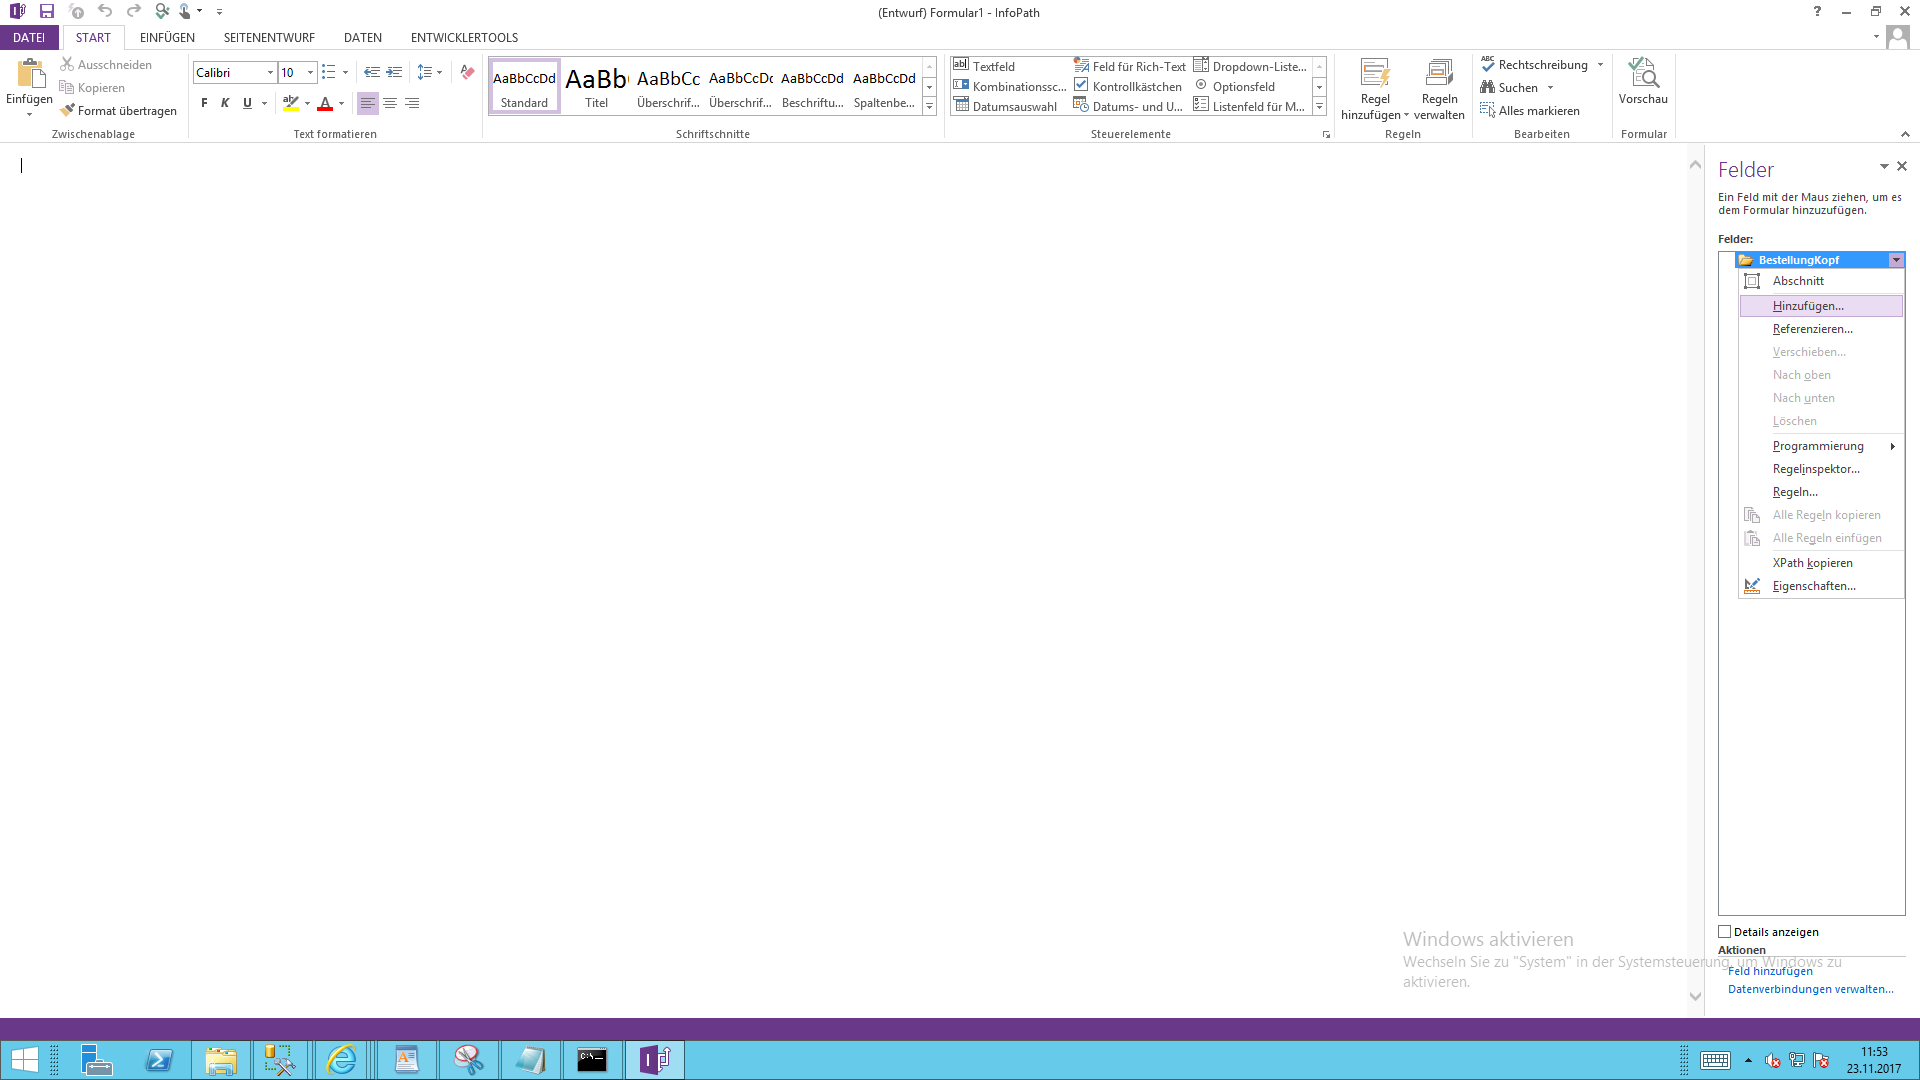 (Entwurf) Formular1 - InfoPath
?
DATEI START EINFÜGEN SEITENENTWURF DATEN ENTWICKLERTOOLS
Einfügen
Ausschneiden
Kopieren
Format übertragen
Zwischenablage
Calibri 10
F K U aby A
Text formatieren
AaBbCcDd AaBb AaBbCc AaBbCcDc AaBbCcDd AaBbCcDd
Standard Titel Überschrif... Überschrif... Beschriftu... Spaltenbe...
Schriftschnitte
ab Textfeld Feld für Rich-Text Dropdown-Liste...
Kombinationssc... Kontrollkästchen Optionsfeld
Datumsauswahl Datums- und U... Listenfeld für M...
Steuerelemente
Regel hinzufügen
Regeln verwalten
Regeln
ABC Rechtschreibung
Suchen
Alles markieren
Bearbeiten
Vorschau
Formular
Felder
Ein Feld mit der Maus ziehen, um es
dem Formular hinzuzufügen.
Felder:
BestellungKopf
Abschnitt
Hinzufügen...
Referenzieren...
Verschieben...
Nach oben
Nach unten
Löschen
Programmierung
Regelinspektor...
Regeln...
Alle Regeln kopieren
Alle Regeln einfügen
XPath kopieren
Eigenschaften...
Details anzeigen
Aktionen
Feld hinzufügen
Datenverbindungen verwalten...
Windows aktivieren
Wechseln Sie zu "System" in der Systemsteuerung, um Windows zu
aktivieren.
C:\
11:53
23.11.2017